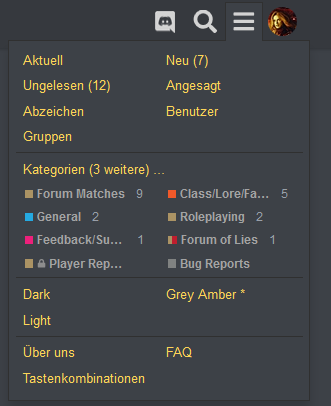 Aktuell Neu (7)
Ungelesen (12) Angesagt
Abzeichen Benutzer
Gruppen
Kategorien (3 weitere) ...
Forum Matches 9 Class/Lore/Fa... 5
General 2 Roleplaying 2
Feedback/Su... 1 Forum of Lies 1
Player Rep... Bug Reports
Dark Grey Amber *
Light
Über uns FAQ
Tastenkombinationen